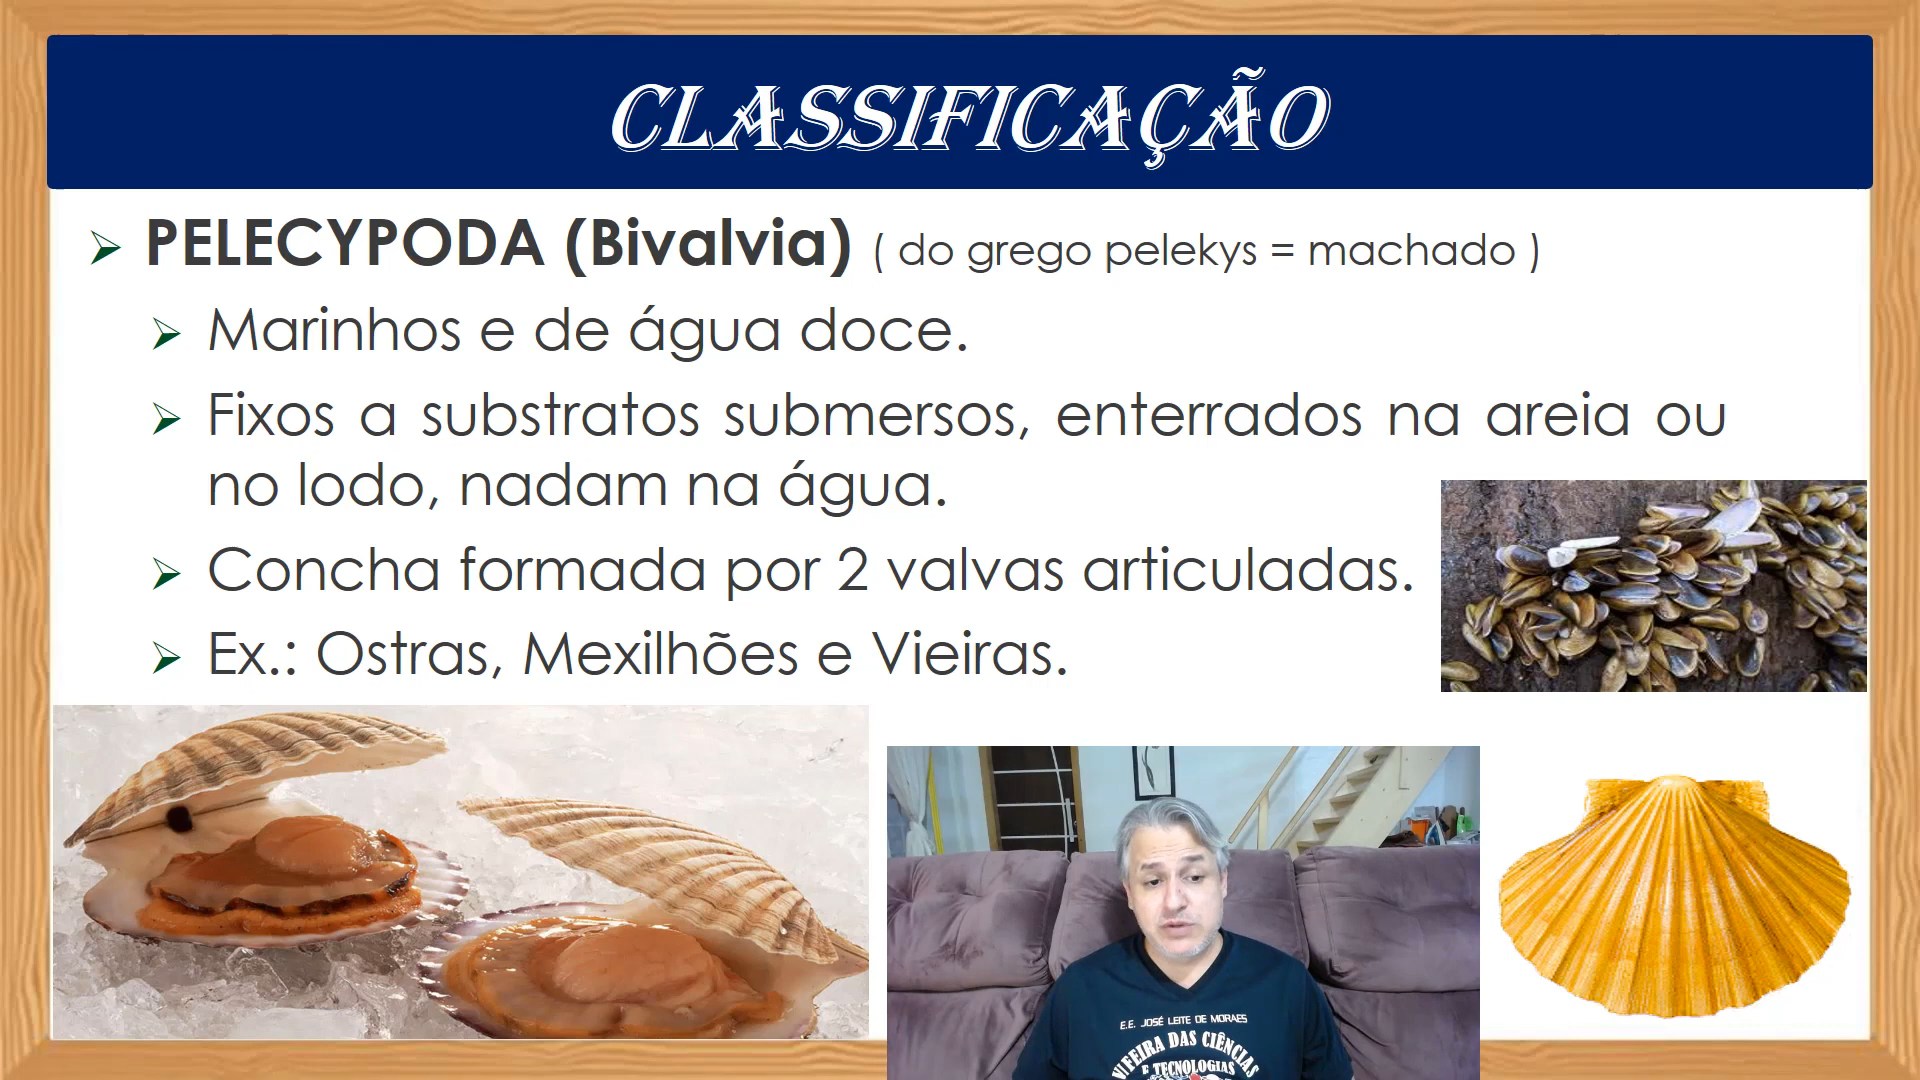 CLASSIFICAÇÃO
PELECYPODA (Bivalvia) ( do grego pelekys = machado )
Marinhos e de água doce.
Fixos a substratos submersos, enterrados na areia ou
no lodo, nadam na água.
Concha formada por 2 valvas articuladas.
Ex.: Ostras, Mexilhões e Vieiras.
E.E. JOSÉ LEITE DE MORAES
VI FEIRA DAS CIÊNCIAS
E TECNOLOGIAS